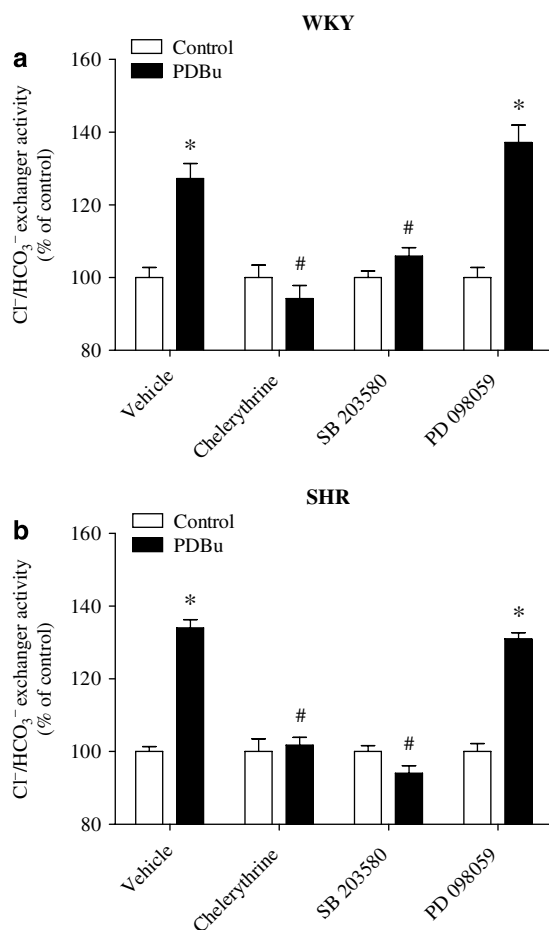 WKY
a
Control
PDBu
Cl⁻/HCO₃⁻ exchanger activity
(% of control)
160
140
120
100
80
*
#
#
*
Vehicle
Chelerythrine
SB 203580
PD 098059
SHR
b
Control
PDBu
Cl⁻/HCO₃⁻ exchanger activity
(% of control)
160
140
120
100
80
*
#
#
*
Vehicle
Chelerythrine
SB 203580
PD 098059